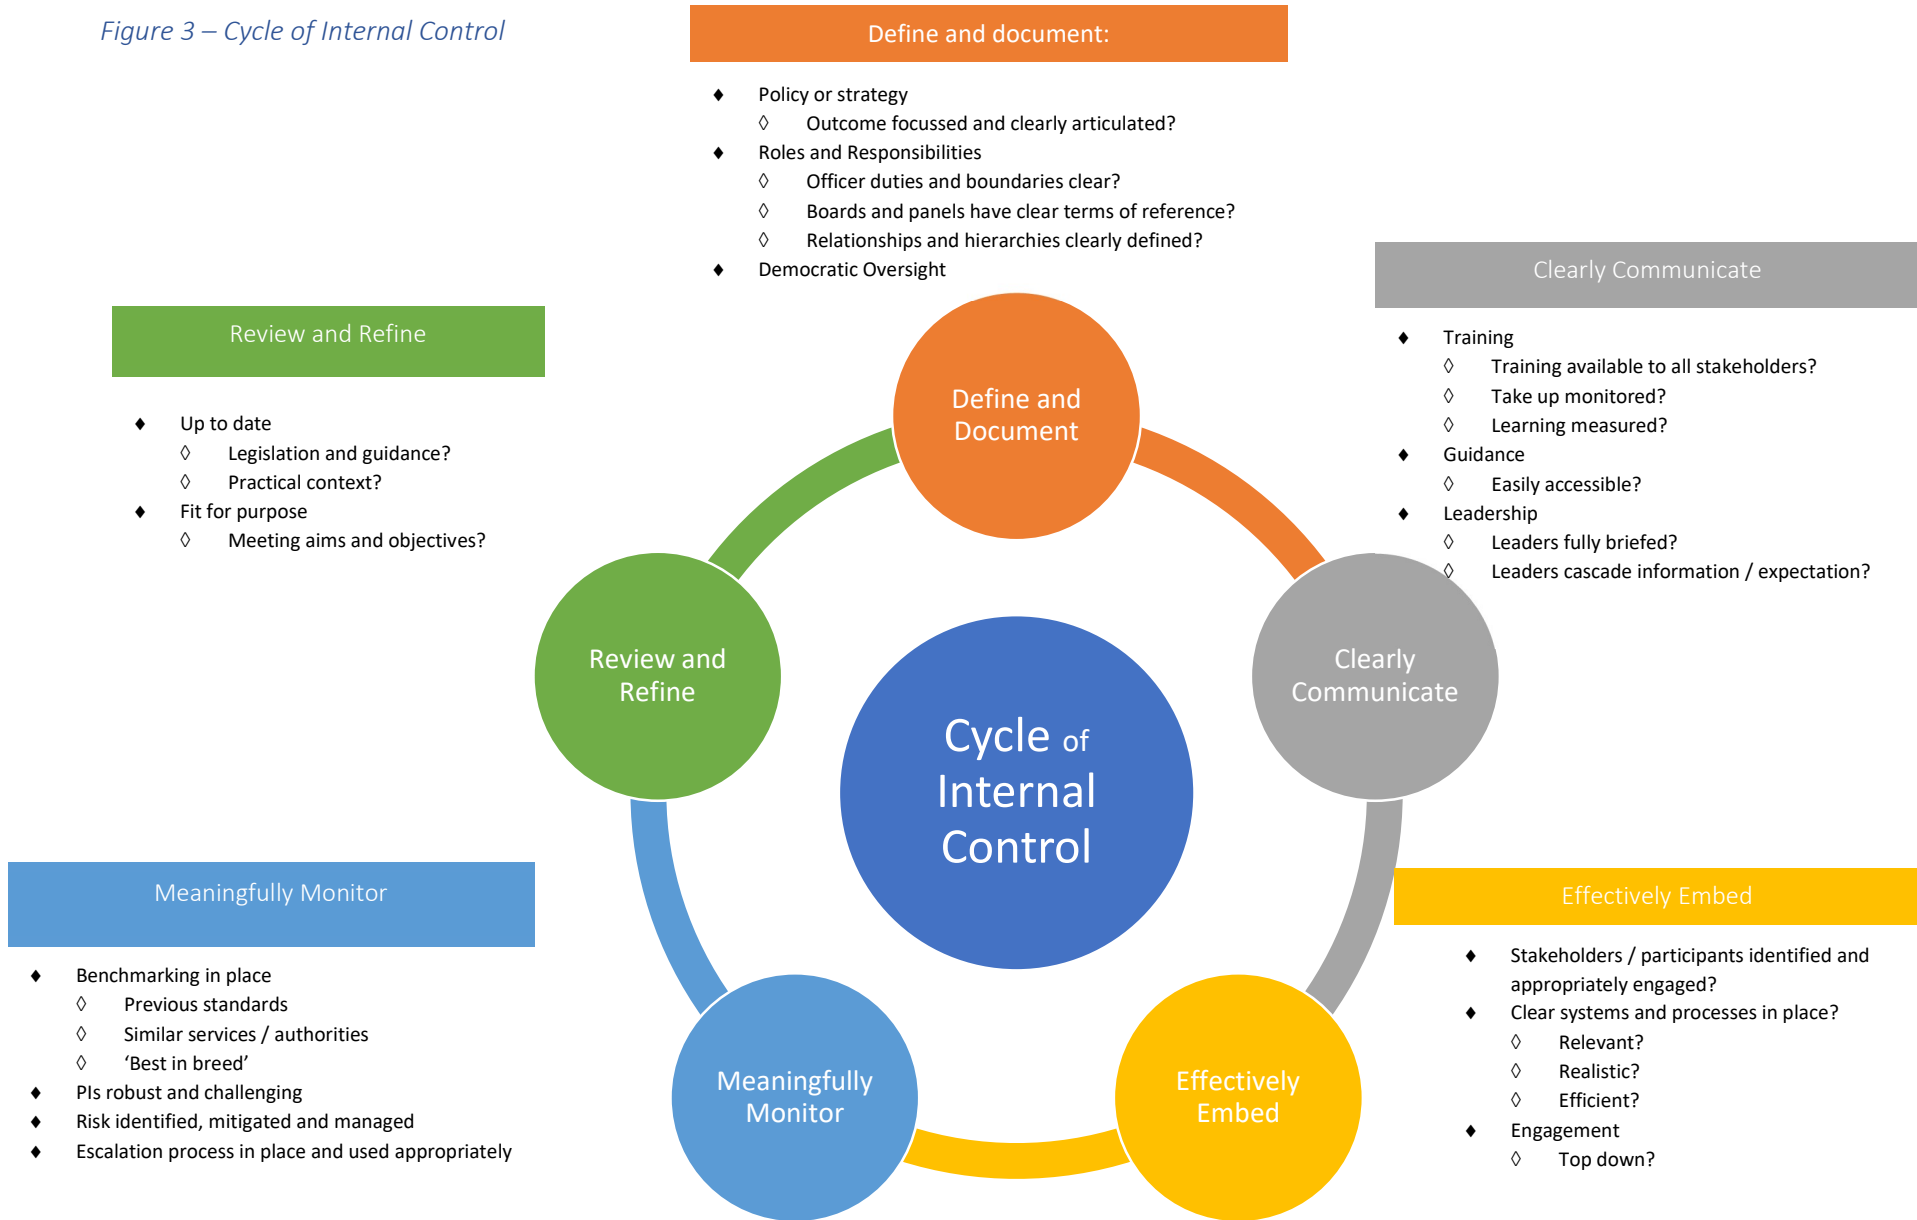 Figure 3 – Cycle of Internal Control
Define and document:
♦ Policy or strategy
◊ Outcome focussed and clearly articulated?
♦ Roles and Responsibilities
◊ Officer duties and boundaries clear?
◊ Boards and panels have clear terms of reference?
◊ Relationships and hierarchies clearly defined?
♦ Democratic Oversight
Clearly Communicate
♦ Training
◊ Training available to all stakeholders?
◊ Take up monitored?
◊ Learning measured?
♦ Guidance
◊ Easily accessible?
♦ Leadership
◊ Leaders fully briefed?
◊ Leaders cascade information / expectation?
Review and Refine
♦ Up to date
◊ Legislation and guidance?
◊ Practical context?
♦ Fit for purpose
◊ Meeting aims and objectives?
Define and
Document
Clearly
Communicate
Review and
Refine
Cycle of
Internal
Control
Meaningfully
Monitor
Effectively
Embed
Meaningfully Monitor
♦ Benchmarking in place
◊ Previous standards
◊ Similar services / authorities
◊ ‘Best in breed’
♦ PIs robust and challenging
♦ Risk identified, mitigated and managed
♦ Escalation process in place and used appropriately
Effectively Embed
♦ Stakeholders / participants identified and
appropriately engaged?
♦ Clear systems and processes in place?
◊ Relevant?
◊ Realistic?
◊ Efficient?
♦ Engagement
◊ Top down?